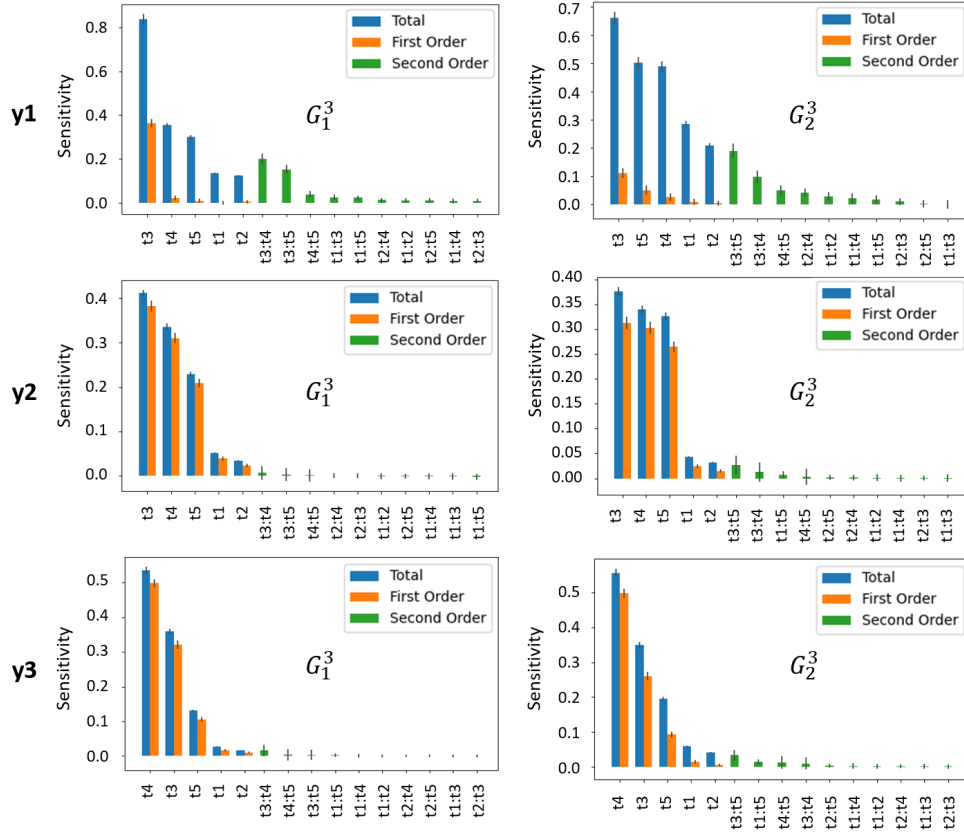 y1
Sensitivity
0.8
0.6
0.4
0.2
0.0
Total
First Order
Second Order
G_1^3
t3 t4 t5 t1 t2 t3:t4 t3:t5 t4:t5 t1:t3 t1:t5 t2:t4 t1:t2 t2:t5 t1:t4 t2:t3
Sensitivity
0.7
0.6
0.5
0.4
0.3
0.2
0.1
0.0
Total
First Order
Second Order
G_2^3
t3 t5 t4 t1 t2 t3:t5 t3:t4 t1:t5 t4:t5 t2:t4 t1:t2 t1:t4 t2:t3 t2:t5 t1:t3
y2
Sensitivity
0.4
0.3
0.2
0.1
0.0
Total
First Order
Second Order
G_1^3
t3 t4 t5 t1 t2 t3:t4 t3:t5 t4:t5 t2:t4 t2:t3 t1:t2 t2:t5 t1:t4 t1:t3 t1:t5
Sensitivity
0.40
0.35
0.30
0.25
0.20
0.15
0.10
0.05
0.00
Total
First Order
Second Order
G_2^3
t3 t4 t5 t1 t2 t3:t5 t3:t4 t1:t5 t4:t5 t2:t5 t2:t4 t1:t2 t2:t3 t1:t4 t1:t3
y3
Sensitivity
0.5
0.4
0.3
0.2
0.1
0.0
Total
First Order
Second Order
G_1^3
t4 t3 t5 t1 t2 t3:t4 t4:t5 t3:t5 t1:t5 t1:t3 t1:t2 t2:t4 t2:t5 t1:t4 t2:t3
Sensitivity
0.5
0.4
0.3
0.2
0.1
0.0
Total
First Order
Second Order
G_2^3
t4 t3 t5 t1 t2 t3:t5 t1:t5 t4:t5 t3:t4 t2:t5 t1:t2 t2:t4 t1:t4 t1:t3 t2:t3